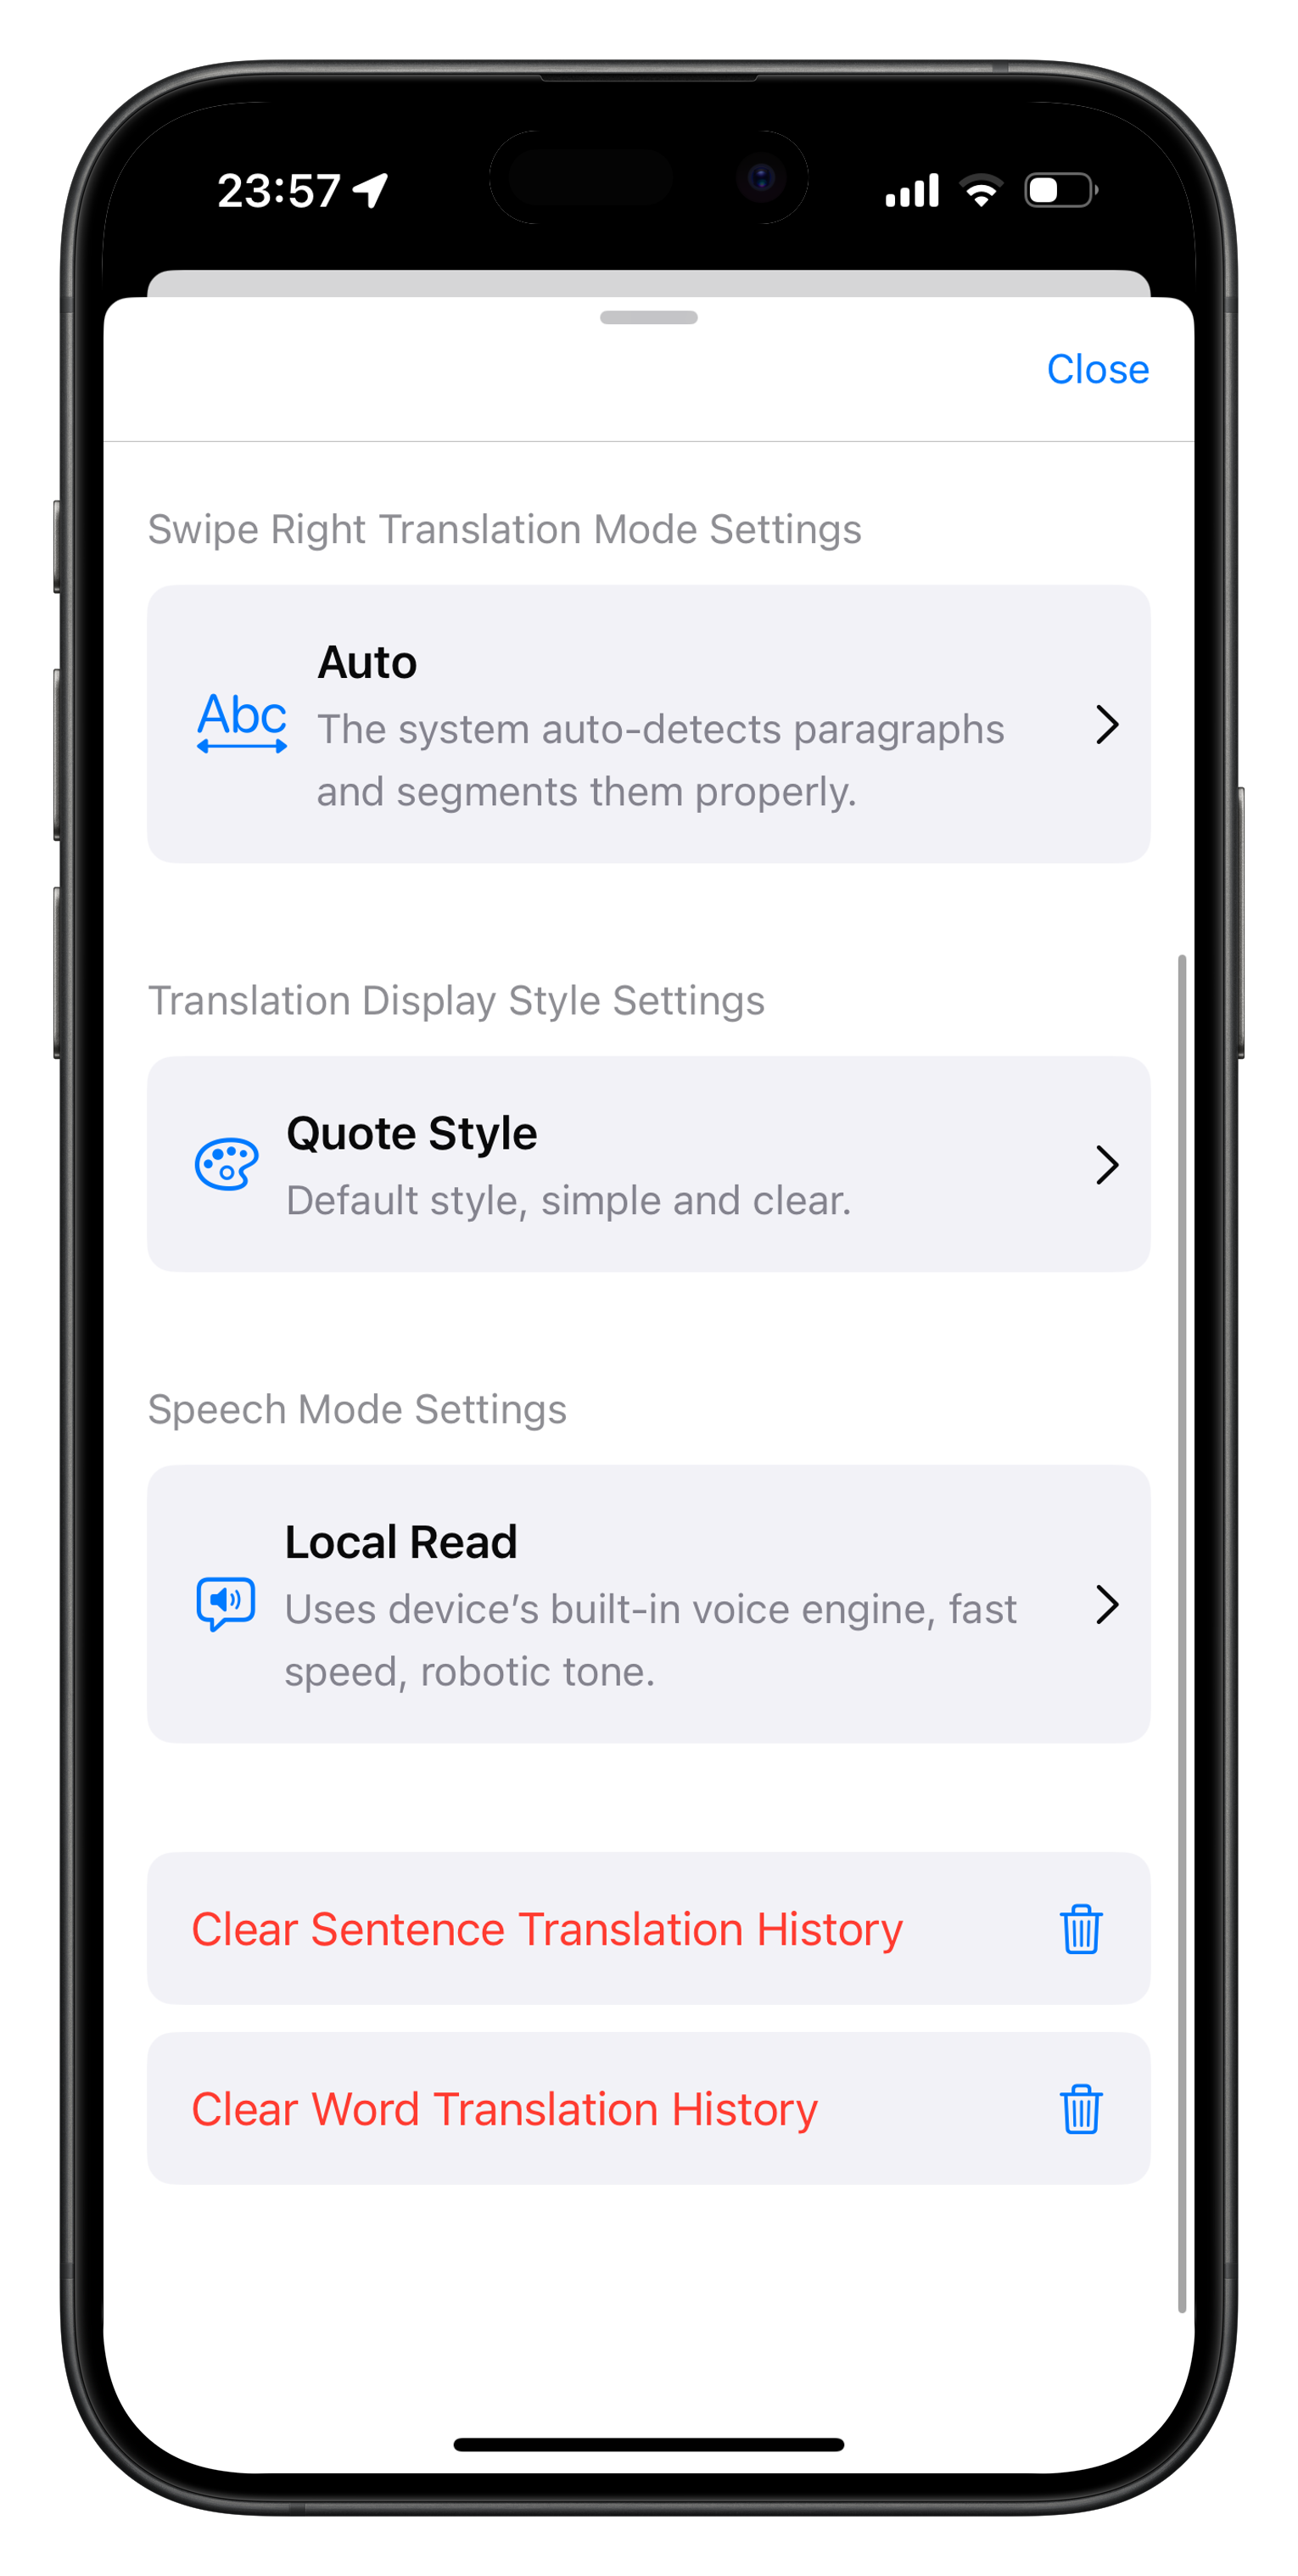 23:57
Close
Swipe Right Translation Mode Settings
Auto
Abc
The system auto-detects paragraphs
and segments them properly.
Translation Display Style Settings
Quote Style
Default style, simple and clear.
Speech Mode Settings
Local Read
Uses device’s built-in voice engine, fast
speed, robotic tone.
Clear Sentence Translation History
Clear Word Translation History